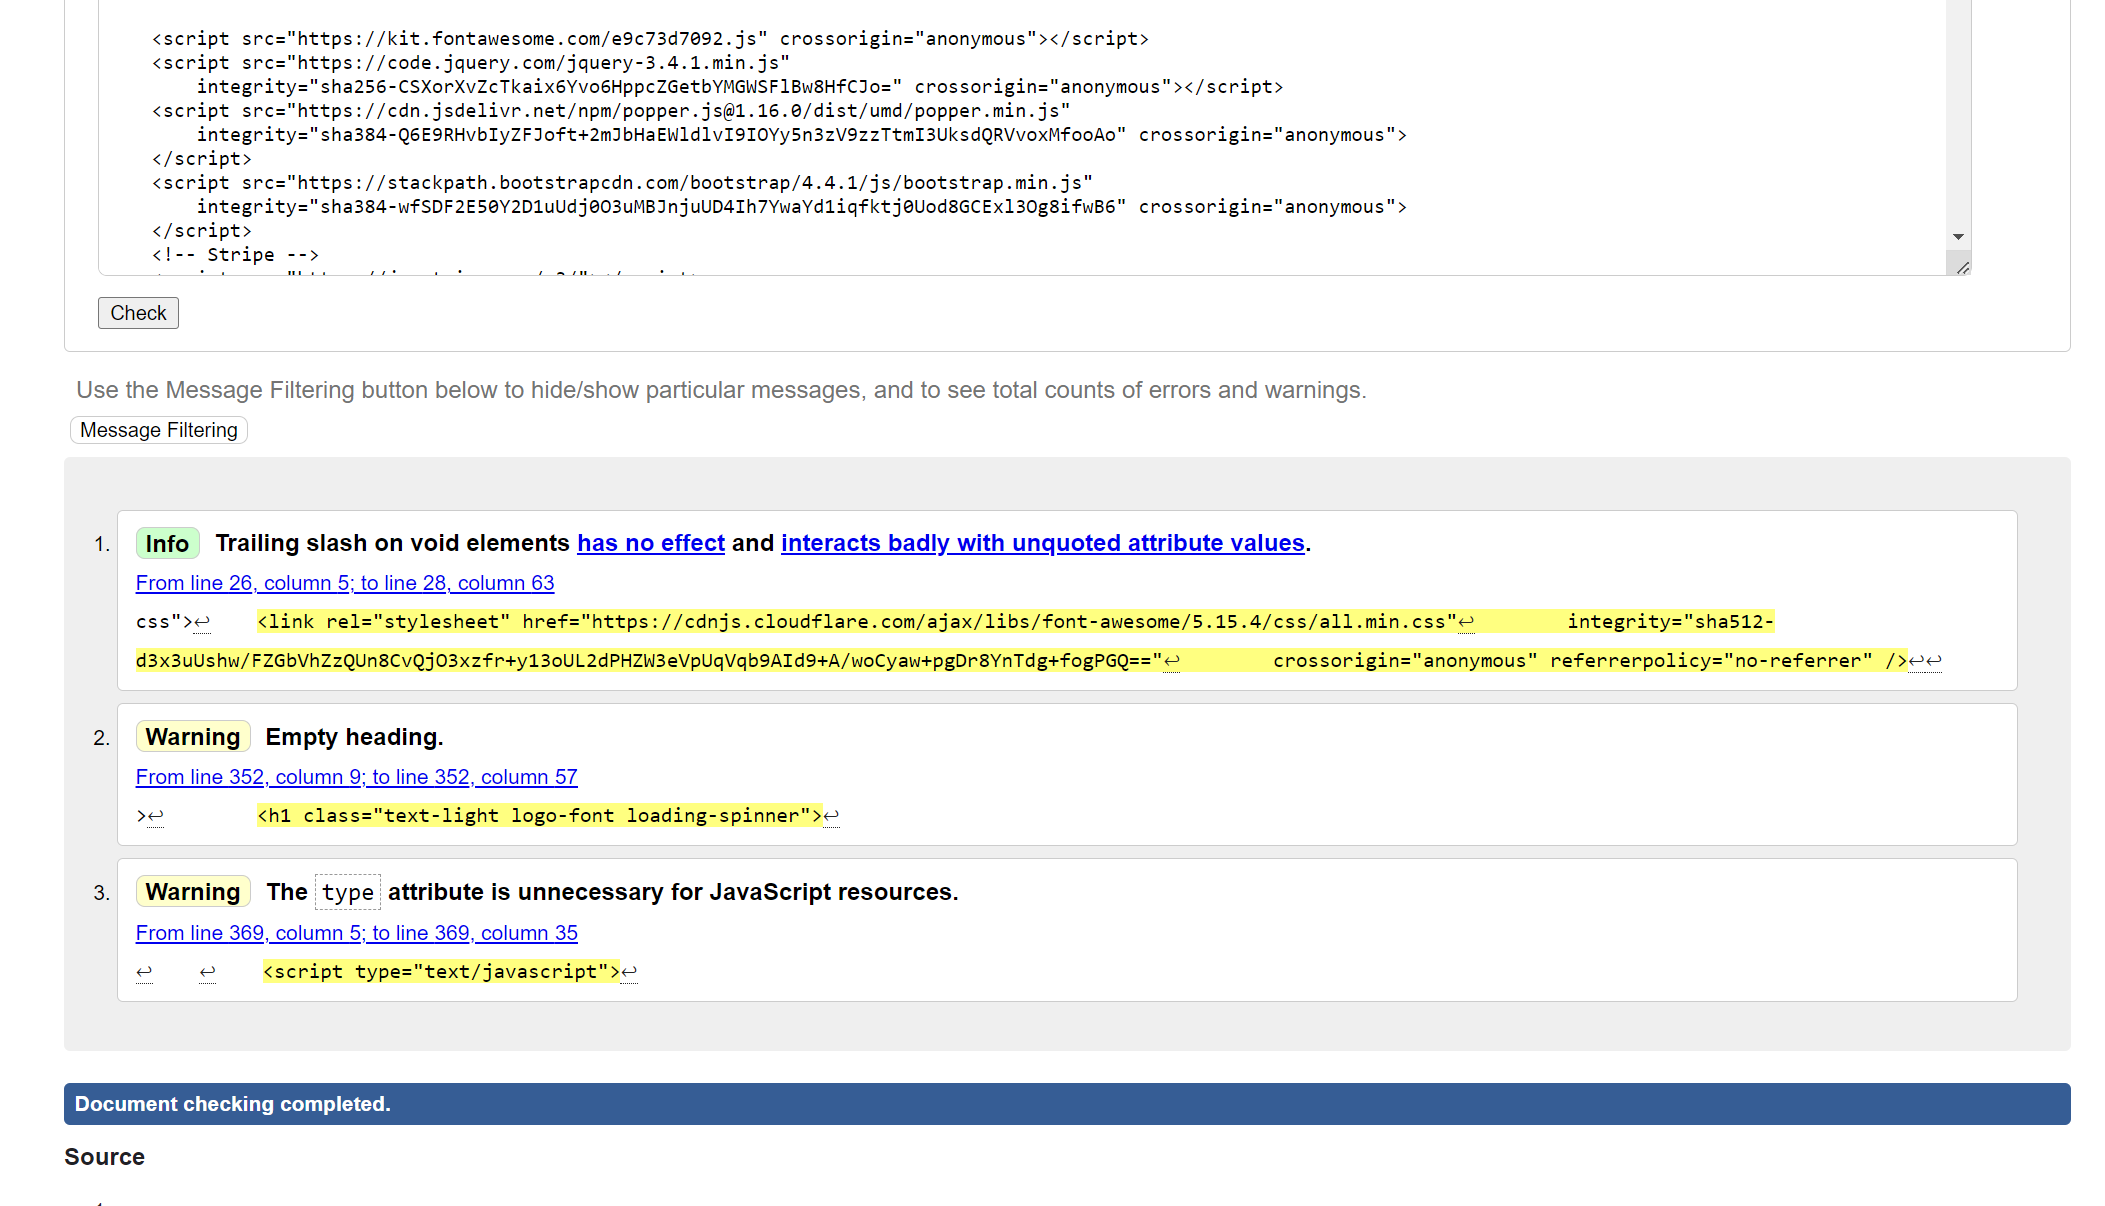 <script src="https://kit.fontawesome.com/e9c73d7092.js" crossorigin="anonymous"></script>
<script src="https://code.jquery.com/jquery-3.4.1.min.js"
integrity="sha256-CSXorXvZcTkaix6Yvo6HppcZGetbYMGWSFlBw8HfCJo=" crossorigin="anonymous"></script>
<script src="https://cdn.jsdelivr.net/npm/popper.js@1.16.0/dist/umd/popper.min.js"
integrity="sha384-Q6E9RHvbIyZFJoft+2mJbHaEWldlvI9IOYy5n3zV9zzTtmI3UksdQRVvoxMfooAo" crossorigin="anonymous">
</script>
<script src="https://stackpath.bootstrapcdn.com/bootstrap/4.4.1/js/bootstrap.min.js"
integrity="sha384-wfSDF2E50Y2D1uUdj0O3uMBJnjuUD4Ih7YwaYd1iqfktj0Uod8GCExl3Og8ifwB6" crossorigin="anonymous">
</script>
<!-- Stripe -->
Check
Use the Message Filtering button below to hide/show particular messages, and to see total counts of errors and warnings.
Message Filtering
1. Info Trailing slash on void elements has no effect and interacts badly with unquoted attribute values.
From line 26, column 5; to line 28, column 63
css">↩ <link rel="stylesheet" href="https://cdnjs.cloudflare.com/ajax/libs/font-awesome/5.15.4/css/all.min.css"↩ integrity="sha512-
d3x3uUshw/FZGbVhZzQUn8CvQjO3xzfr+y13oUL2dPHZW3eVpUqVqb9AId9+A/woCyaw+pgDr8YnTdg+fogPGQ=="↩ crossorigin="anonymous" referrerpolicy="no-referrer" />↩↩
2. Warning Empty heading.
From line 352, column 9; to line 352, column 57
>↩ <h1 class="text-light logo-font loading-spinner">↩
3. Warning The type attribute is unnecessary for JavaScript resources.
From line 369, column 5; to line 369, column 35
↩ ↩ <script type="text/javascript">↩
Document checking completed.
Source